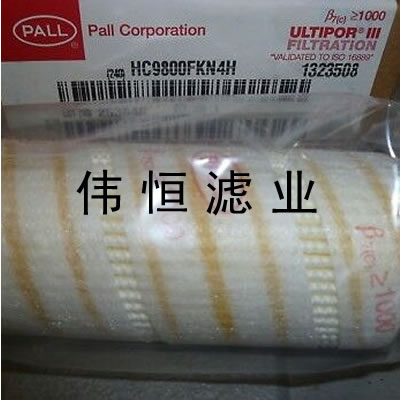 PALL Pall Corporation
β₇₍c₎ ≥1000
ULTIPOR® III
FILTRATION
"VALIDATED TO ISO 16889"
(240) HC9800FKN4H 1323508
伟恒滤业
≥1000